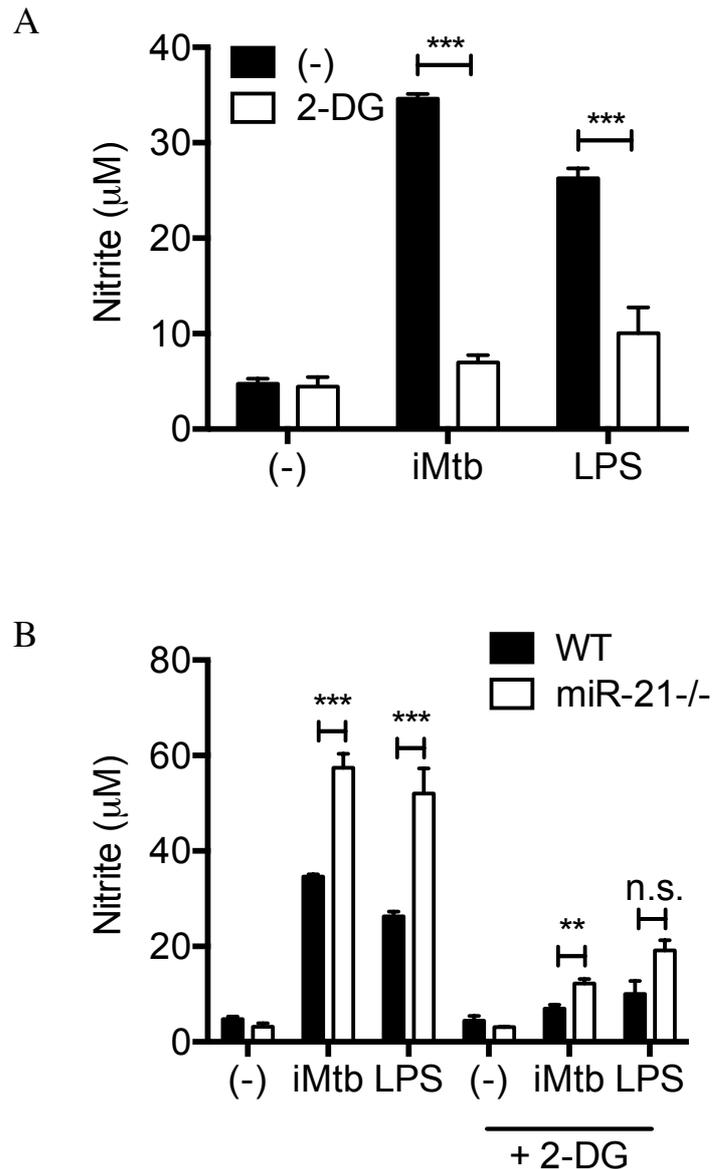 A
40
30
20
10
0
Nitrite (μM)
(-)
2-DG
***
***
(-) iMtb LPS
B
80
60
40
20
0
Nitrite (μM)
WT
miR-21-/-
***
***
**
n.s.
(-) iMtb LPS (-) iMtb LPS
+ 2-DG